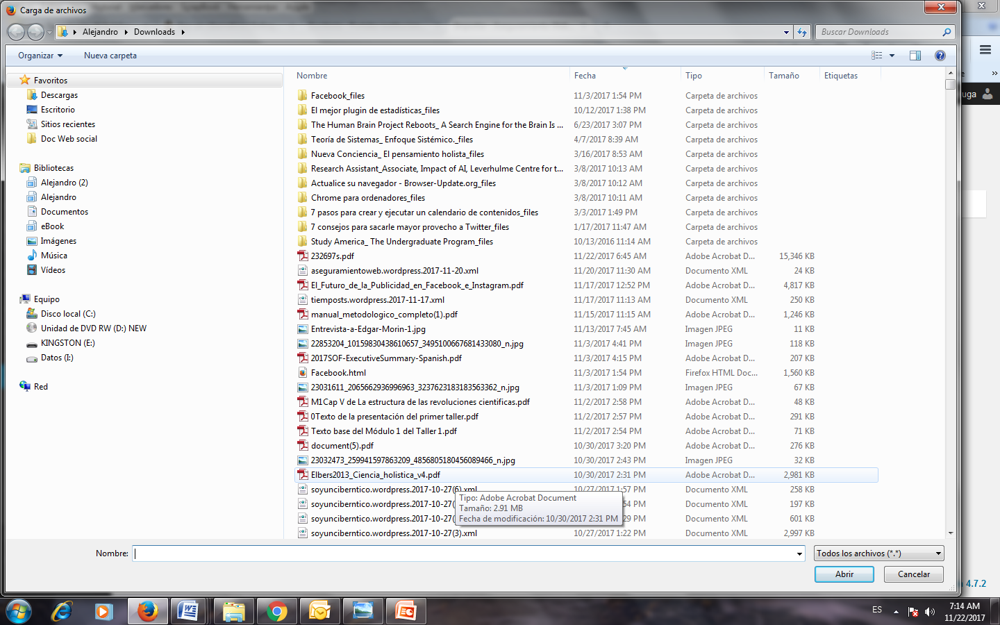 Carga de archivos
Alejandro Downloads
Buscar Downloads
Organizar Nueva carpeta
Favoritos
Descargas
Escritorio
Sitios recientes
Doc Web social
Bibliotecas
Alejandro (2)
Alejandro
Documentos
eBook
Imágenes
Música
Vídeos
Equipo
Disco local (C:)
Unidad de DVD RW (D:) NEW
KINGSTON (E:)
Datos (I:)
Red
Nombre Fecha Tipo Tamaño Etiquetas
Facebook_files 11/3/2017 1:54 PM Carpeta de archivos
El mejor plugin de estadísticas_files 10/12/2017 1:38 PM Carpeta de archivos
The Human Brain Project Reboots_ A Search Engine for the Brain Is ... 6/23/2017 3:07 PM Carpeta de archivos
Teoría de Sistemas_ Enfoque Sistémico._files 4/7/2017 8:39 AM Carpeta de archivos
Nueva Conciencia_ El pensamiento holista_files 3/16/2017 8:53 AM Carpeta de archivos
Research Assistant_Associate, Impact of AI, Leverhulme Centre for t... 3/8/2017 10:13 AM Carpeta de archivos
Actualice su navegador - Browser-Update.org_files 3/8/2017 10:12 AM Carpeta de archivos
Chrome para ordenadores_files 3/8/2017 10:11 AM Carpeta de archivos
7 pasos para crear y ejecutar un calendario de contenidos_files 3/3/2017 1:49 PM Carpeta de archivos
7 consejos para sacarle mayor provecho a Twitter_files 1/17/2017 11:47 AM Carpeta de archivos
Study America_ The Undergraduate Program_files 10/13/2016 11:14 AM Carpeta de archivos
232697s.pdf 11/22/2017 6:45 AM Adobe Acrobat D... 15,346 KB
aseguramientoweb.wordpress.2017-11-20.xml 11/20/2017 11:30 AM Documento XML 24 KB
El_Futuro_de_la_Publicidad_en_Facebook_e_Instagram.pdf 11/17/2017 12:52 PM Adobe Acrobat D... 4,817 KB
tiemposts.wordpress.2017-11-17.xml 11/17/2017 11:13 AM Documento XML 250 KB
manual_metodologico_completo(1).pdf 11/15/2017 11:15 AM Adobe Acrobat D... 1,246 KB
Entrevista-a-Edgar-Morin-1.jpg 11/13/2017 7:45 AM Imagen JPEG 11 KB
22853204_10159830438610657_3495100667681433080_n.jpg 11/3/2017 4:41 PM Imagen JPEG 118 KB
2017SOF-ExecutiveSummary-Spanish.pdf 11/3/2017 4:15 PM Adobe Acrobat D... 207 KB
Facebook.html 11/3/2017 1:54 PM Firefox HTML Doc... 1,560 KB
23031611_2065662936996963_3237623183183563362_n.jpg 11/3/2017 1:09 PM Imagen JPEG 67 KB
M1Cap V de La estructura de las revoluciones cientificas.pdf 11/2/2017 2:58 PM Adobe Acrobat D... 48 KB
0Texto de la presentación del primer taller.pdf 11/2/2017 2:57 PM Adobe Acrobat D... 291 KB
Texto base del Módulo 1 del Taller 1.pdf 11/2/2017 2:54 PM Adobe Acrobat D... 71 KB
document(5).pdf 10/30/2017 3:20 PM Adobe Acrobat D... 276 KB
23032473_259941597863209_4856805180456089466_n.jpg 10/30/2017 2:43 PM Imagen JPEG 32 KB
Elbers2013_Ciencia_holistica_v4.pdf 10/30/2017 2:31 PM Adobe Acrobat D... 2,981 KB
soyunciberntico.wordpress.2017-10-27(6).xml 10/27/2017 1:57 PM Documento XML 258 KB
soyunciberntico.wordpress.2017-10-27( 54 PM Documento XML 197 KB
soyunciberntico.wordpress.2017-10-27( 29 PM Documento XML 601 KB
soyunciberntico.wordpress.2017-10-27(3).xml 10/27/2017 1:22 PM Documento XML 2,997 KB
Tipo: Adobe Acrobat Document
Tamaño: 2.91 MB
Fecha de modificación: 10/30/2017 2:31 PM
Nombre: Todos los archivos (*.*)
Abrir Cancelar
uga
4.7.2
ES
7:14 AM
11/22/2017